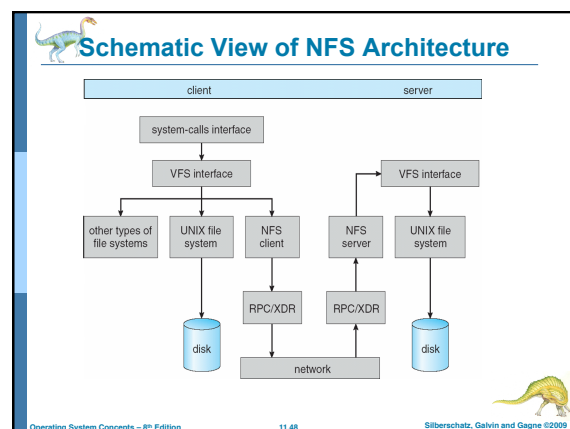 Schematic View of NFS Architecture
client
server
system-calls interface
VFS interface
VFS interface
other types of
file systems
UNIX file
system
NFS
client
NFS
server
UNIX file
system
RPC/XDR
RPC/XDR
disk
disk
network
Operating System Concepts – 8th Edition
11.48
Silberschatz, Galvin and Gagne ©2009